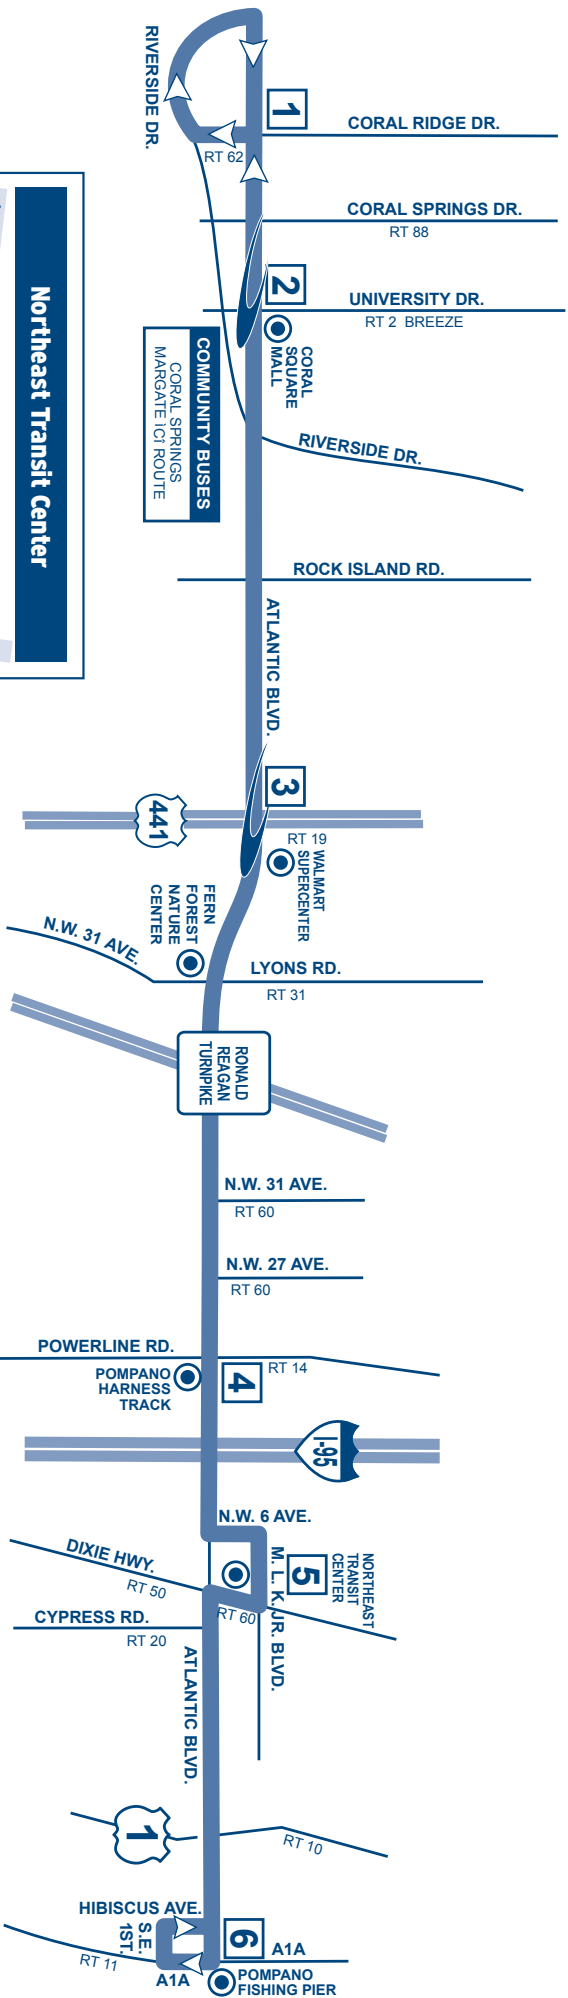 RIVERSIDE DR.
1
CORAL RIDGE DR.
RT 62
CORAL SPRINGS DR.
RT 88
2
UNIVERSITY DR.
RT 2 BREEZE
CORAL
SQUARE
MALL
COMMUNITY BUSES
CORAL SPRINGS
MARGATE ÌCÎ ROUTE
Northeast Transit Center
RIVERSIDE DR.
ROCK ISLAND RD.
ATLANTIC BLVD.
3
441
RT 19
WALMART
SUPERCENTER
FERN
FOREST
NATURE
CENTER
N.W. 31 AVE.
LYONS RD.
RT 31
RONALD
REAGAN
TURNPIKE
N.W. 31 AVE.
RT 60
N.W. 27 AVE.
RT 60
POWERLINE RD.
RT 14
POMPANO
HARNESS
TRACK
4
I-95
N.W. 6 AVE.
DIXIE HWY.
RT 50
M. L. K. JR. BLVD.
5
NORTHEAST
TRANSIT
CENTER
RT 60
CYPRESS RD.
RT 20
ATLANTIC BLVD.
1
RT 10
HIBISCUS AVE.
S.E.
1ST.
6
A1A
RT 11
A1A
POMPANO
FISHING PIER